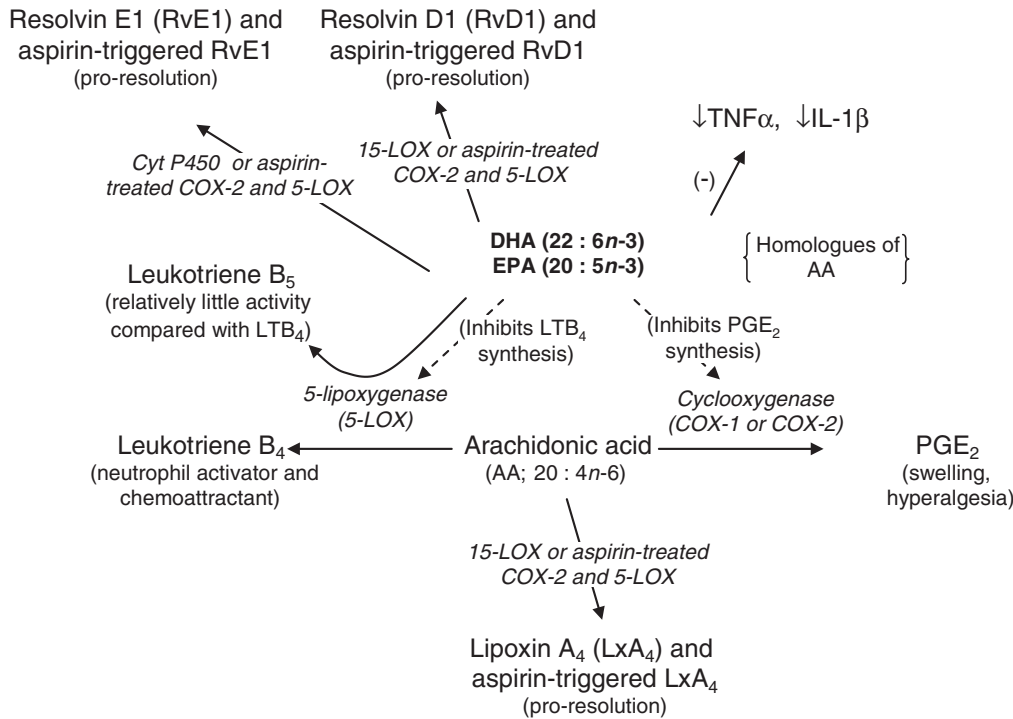 Resolvin E1 (RvE1) and
aspirin-triggered RvE1
(pro-resolution)
Resolvin D1 (RvD1) and
aspirin-triggered RvD1
(pro-resolution)
↓TNFα, ↓IL-1β
Cyt P450 or aspirin-
treated COX-2 and 5-LOX
15-LOX or aspirin-treated
COX-2 and 5-LOX
(-)
DHA (22 : 6n-3)
EPA (20 : 5n-3)
Homologues of
AA
Leukotriene B₅
(relatively little activity
compared with LTB₄)
(Inhibits LTB₄
synthesis)
(Inhibits PGE₂
synthesis)
5-lipoxygenase
(5-LOX)
Cyclooxygenase
(COX-1 or COX-2)
Leukotriene B₄
(neutrophil activator and
chemoattractant)
Arachidonic acid
(AA; 20 : 4n-6)
PGE₂
(swelling,
hyperalgesia)
15-LOX or aspirin-treated
COX-2 and 5-LOX
Lipoxin A₄ (LxA₄) and
aspirin-triggered LxA₄
(pro-resolution)